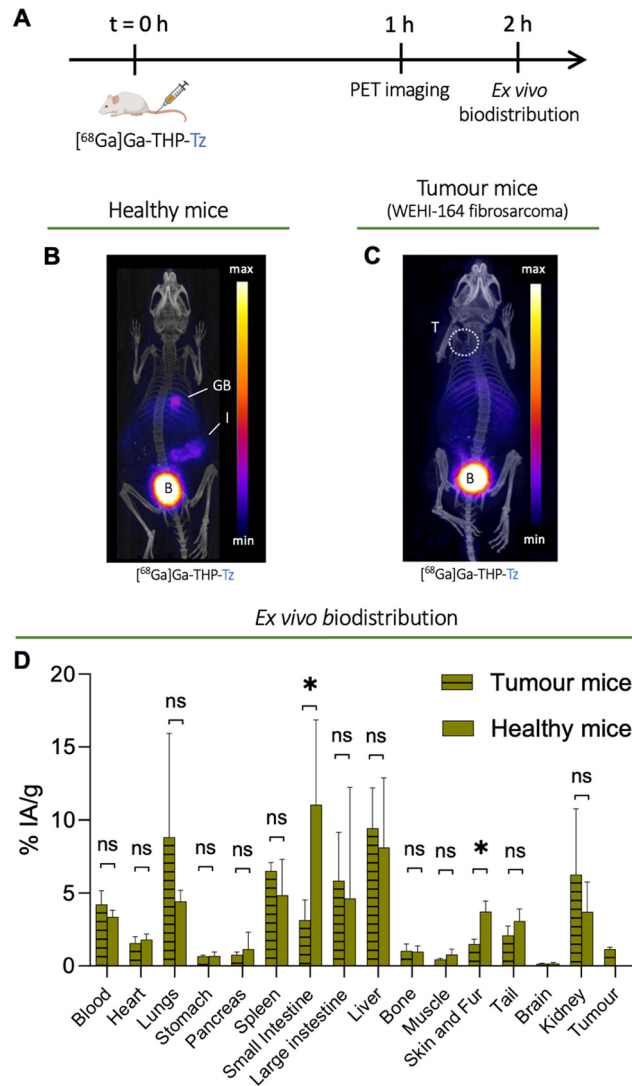 A
t = 0 h
1 h
2 h
PET imaging
Ex vivo
biodistribution
[⁶⁸Ga]Ga-THP-Tz
Healthy mice
Tumour mice
(WEHI-164 fibrosarcoma)
B
max
GB
I
B
min
[⁶⁸Ga]Ga-THP-Tz
C
max
T
B
min
[⁶⁸Ga]Ga-THP-Tz
Ex vivo biodistribution
D
% IA/g
20
15
10
5
0
Tumour mice
Healthy mice
ns
ns
ns
ns
ns
ns
*
ns
ns
ns
ns
*
ns
ns
Blood
Heart
Lungs
Stomach
Pancreas
Spleen
Small Intestine
Large instestine
Liver
Bone
Muscle
Skin and Fur
Tail
Brain
Kidney
Tumour